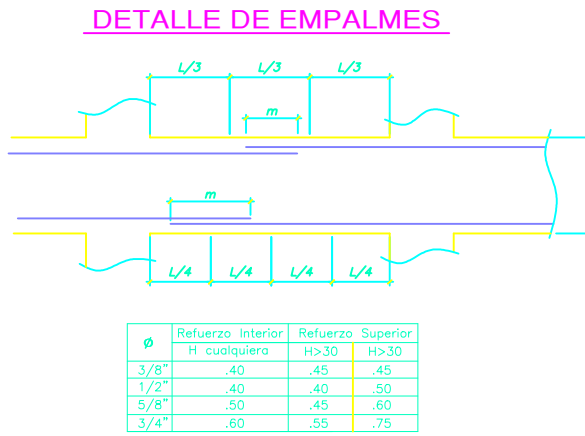 DETALLE DE EMPALMES
L/3 L/3 L/3
m
m
L/4 L/4 L/4 L/4
Ø Refuerzo Interior Refuerzo Superior
H cualquiera H>30 H>30
3/8" .40 .45 .45
1/2" .40 .40 .50
5/8" .50 .45 .60
3/4" .60 .55 .75